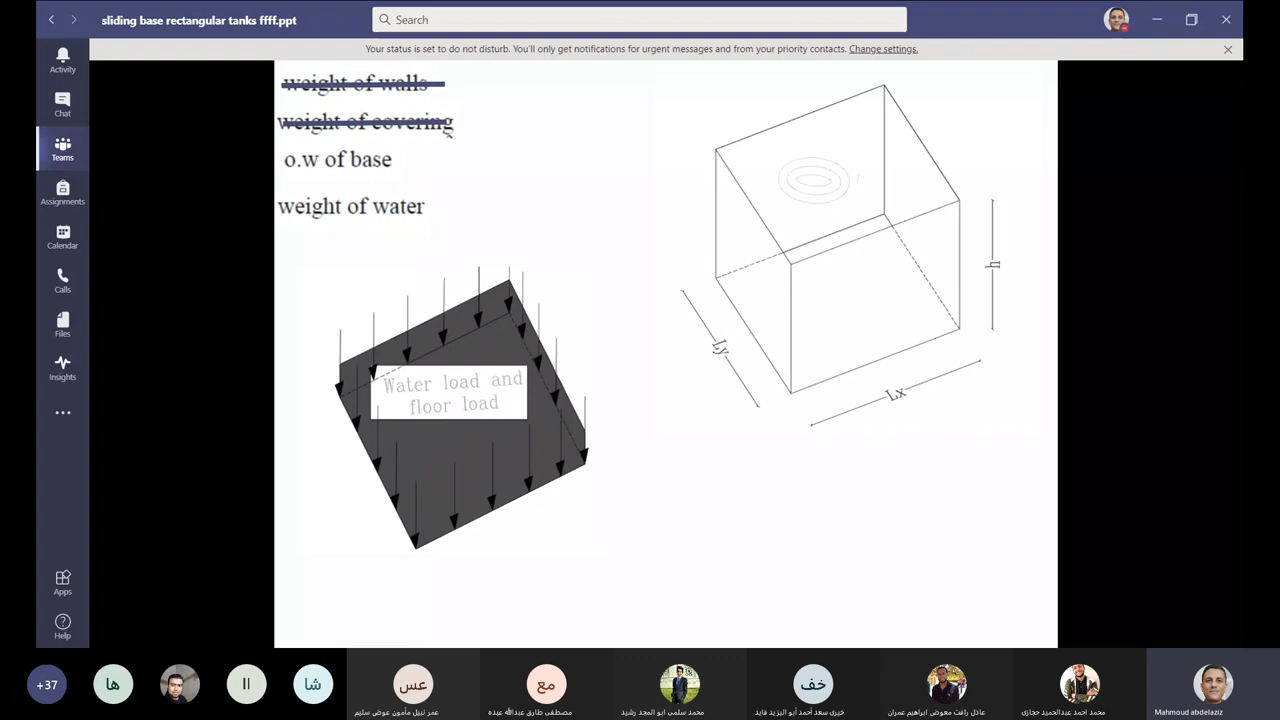 sliding base rectangular tanks ffff.ppt
Search
Your status is set to do not disturb. You'll only get notifications for urgent messages and from your priority contacts. Change settings.
Activity
Chat
Teams
Assignments
Calendar
Calls
Files
Insights
Apps
Help
weight of walls
weight of covering
o.w of base
weight of water
Water load and
floor load
h
Ly
Lx
+37
ها
اا
شا
عس
مع
خف
عمر نبيل مأمون عوض سليم
مصطفى طارق عبدالله عبده
محمد سلمي ابو المجد رشيد
خيرى سعد أحمد أبو اليزيد فايد
عادل رافت معوض ابراهيم عمران
محمد احمد عبدالحميد حجازى
Mahmoud abdelaziz